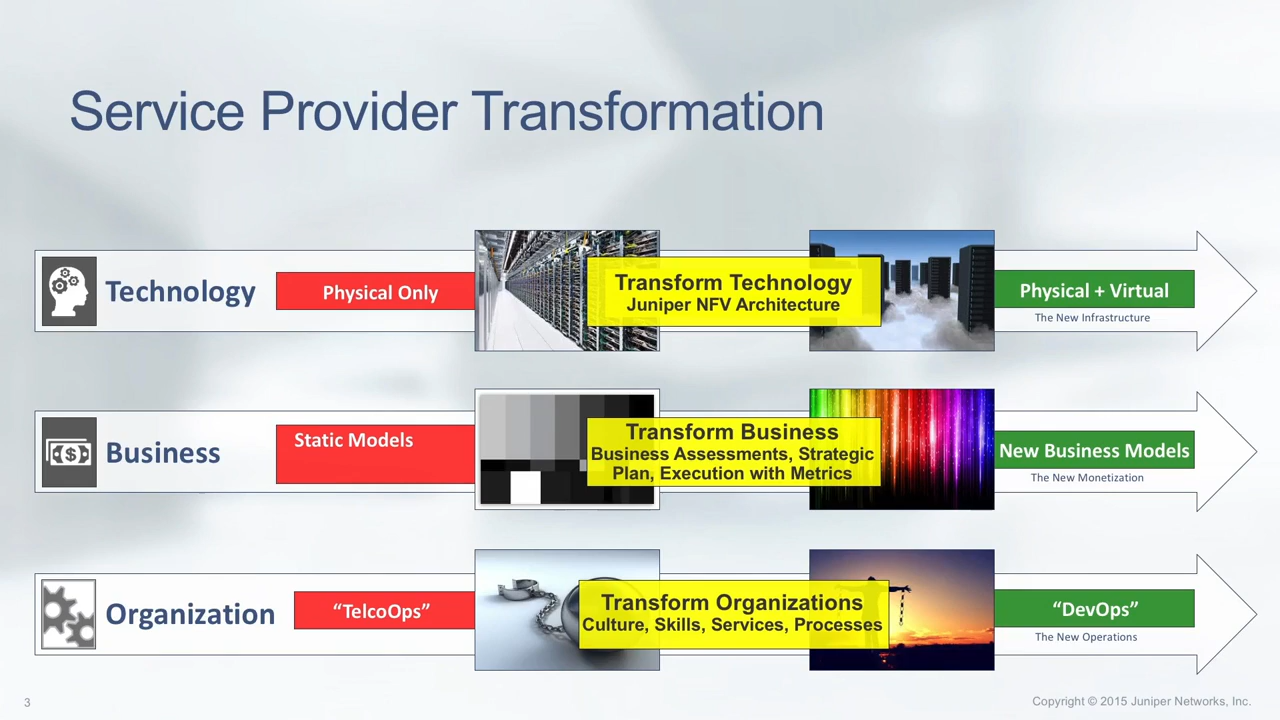 Service Provider Transformation
Technology
Physical Only
Transform Technology
Juniper NFV Architecture
Physical + Virtual
The New Infrastructure
Business
Static Models
Transform Business
Business Assessments, Strategic
Plan, Execution with Metrics
New Business Models
The New Monetization
Organization
“TelcoOps”
Transform Organizations
Culture, Skills, Services, Processes
“DevOps”
The New Operations
3
Copyright © 2015 Juniper Networks, Inc.